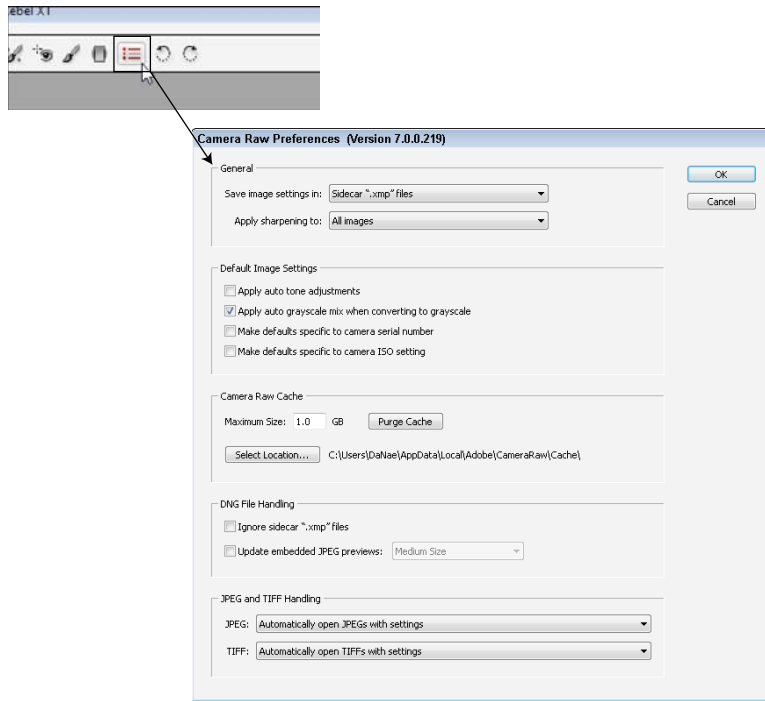 ebel XT
Camera Raw Preferences (Version 7.0.0.219)
General
Save image settings in: Sidecar “.xmp” files
Apply sharpening to: All images
OK
Cancel
Default Image Settings
Apply auto tone adjustments
Apply auto grayscale mix when converting to grayscale
Make defaults specific to camera serial number
Make defaults specific to camera ISO setting
Camera Raw Cache
Maximum Size: 1.0 GB Purge Cache
Select Location... C:\Users\DaNae\AppData\Local\Adobe\CameraRaw\Cache\
DNG File Handling
Ignore sidecar “.xmp” files
Update embedded JPEG previews: Medium Size
JPEG and TIFF Handling
JPEG: Automatically open JPEGs with settings
TIFF: Automatically open TIFFs with settings